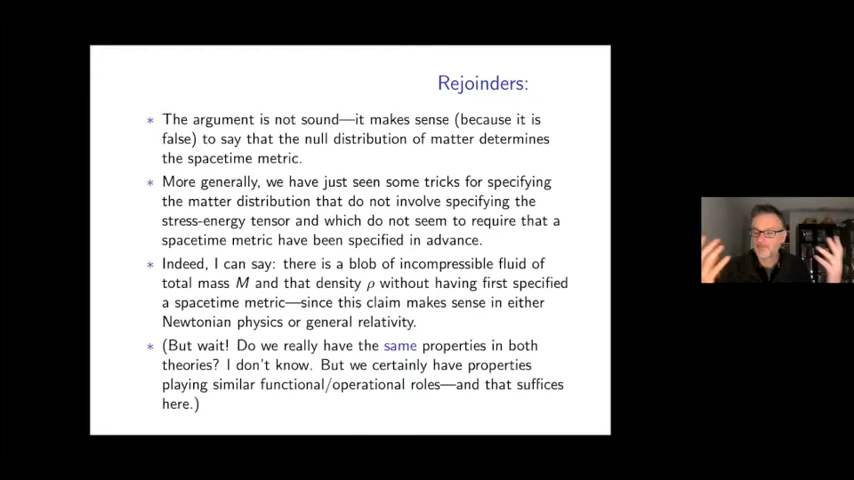 Rejoinders:
* The argument is not sound—it makes sense (because it is
false) to say that the null distribution of matter determines
the spacetime metric.
* More generally, we have just seen some tricks for specifying
the matter distribution that do not involve specifying the
stress-energy tensor and which do not seem to require that a
spacetime metric have been specified in advance.
* Indeed, I can say: there is a blob of incompressible fluid of
total mass M and that density ρ without having first specified
a spacetime metric—since this claim makes sense in either
Newtonian physics or general relativity.
* (But wait! Do we really have the same properties in both
theories? I don't know. But we certainly have properties
playing similar functional/operational roles—and that suffices
here.)